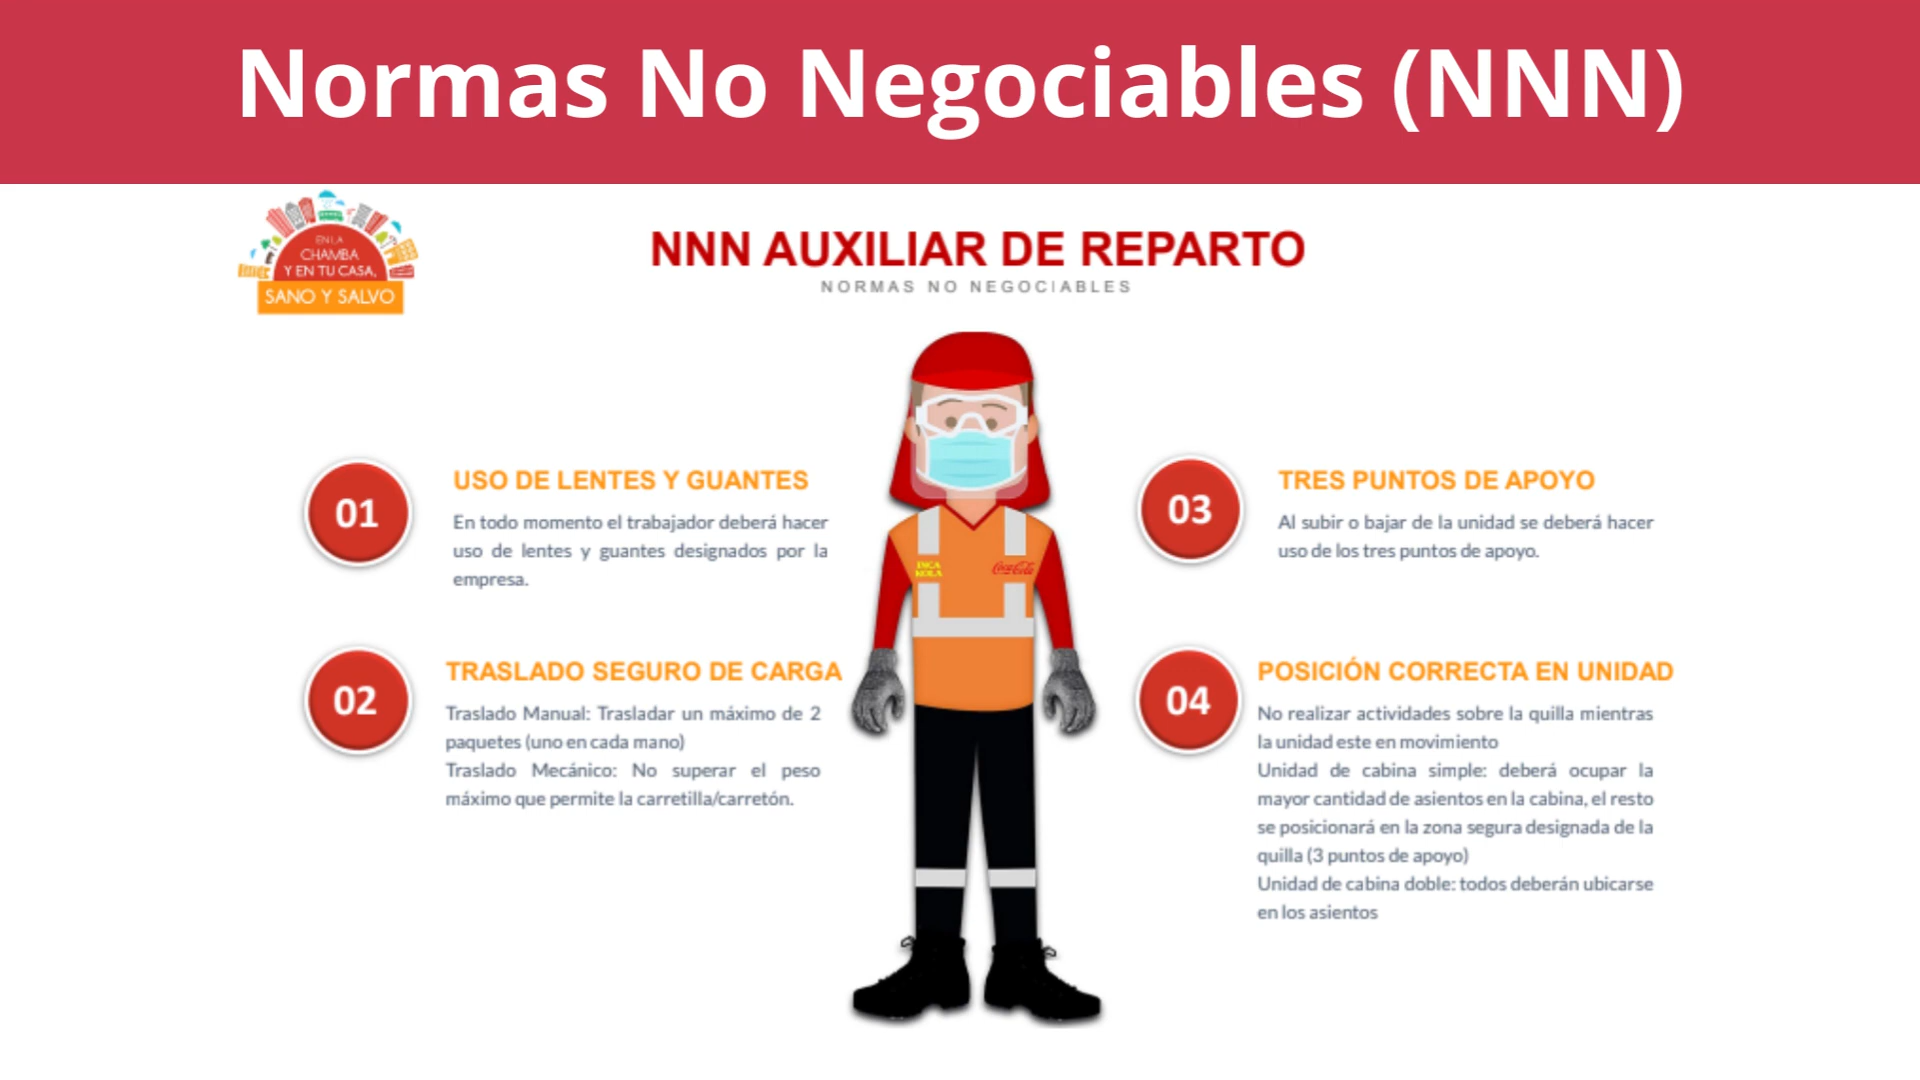 Normas No Negociables (NNN)
EN LA
CHAMBA
Y EN TU CASA,
SANO Y SALVO
NNN AUXILIAR DE REPARTO
NORMAS NO NEGOCIABLES
01
USO DE LENTES Y GUANTES
En todo momento el trabajador deberá hacer
uso de lentes y guantes designados por la
empresa.
02
TRASLADO SEGURO DE CARGA
Traslado Manual: Trasladar un máximo de 2
paquetes (uno en cada mano)
Traslado Mecánico: No superar el peso
máximo que permite la carretilla/carretón.
INCA
KOLA
Coca-Cola
03
TRES PUNTOS DE APOYO
Al subir o bajar de la unidad se deberá hacer
uso de los tres puntos de apoyo.
04
POSICIÓN CORRECTA EN UNIDAD
No realizar actividades sobre la quilla mientras
la unidad este en movimiento
Unidad de cabina simple: deberá ocupar la
mayor cantidad de asientos en la cabina, el resto
se posicionará en la zona segura designada de la
quilla (3 puntos de apoyo)
Unidad de cabina doble: todos deberán ubicarse
en los asientos